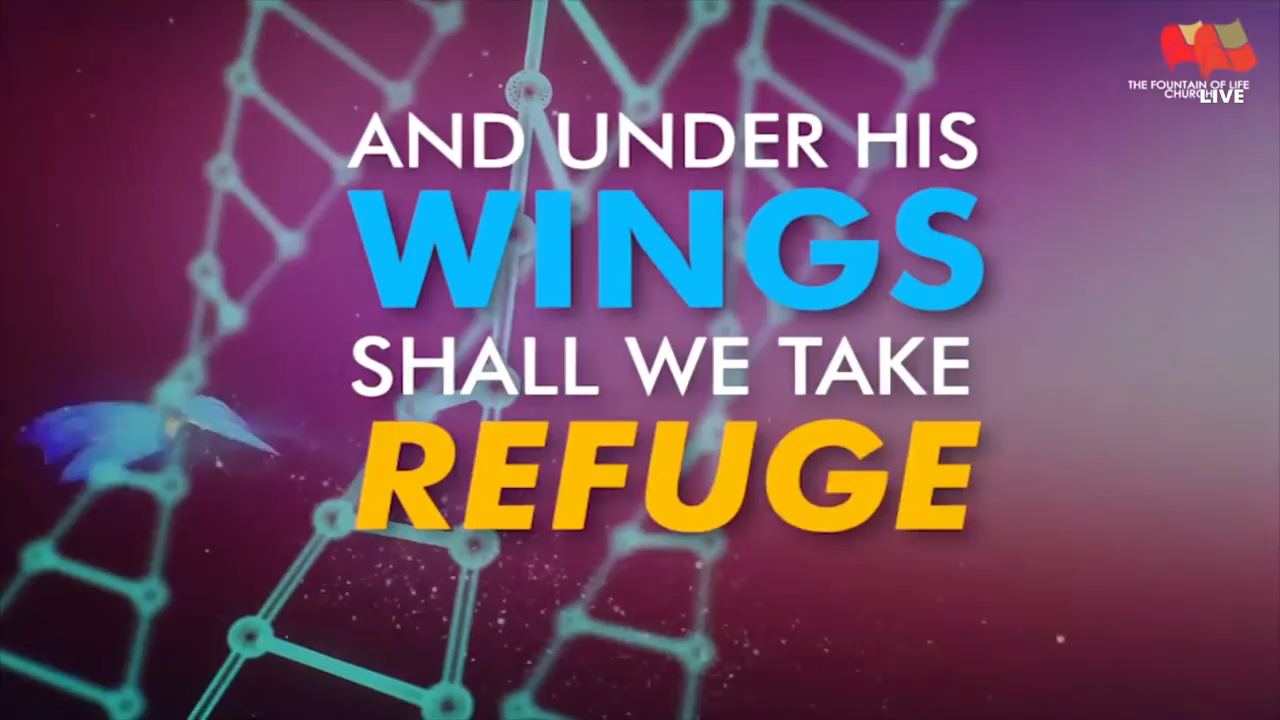 THE FOUNTAIN OF LIFE
CHURCH
LIVE
AND UNDER HIS
WINGS
SHALL WE TAKE
REFUGE